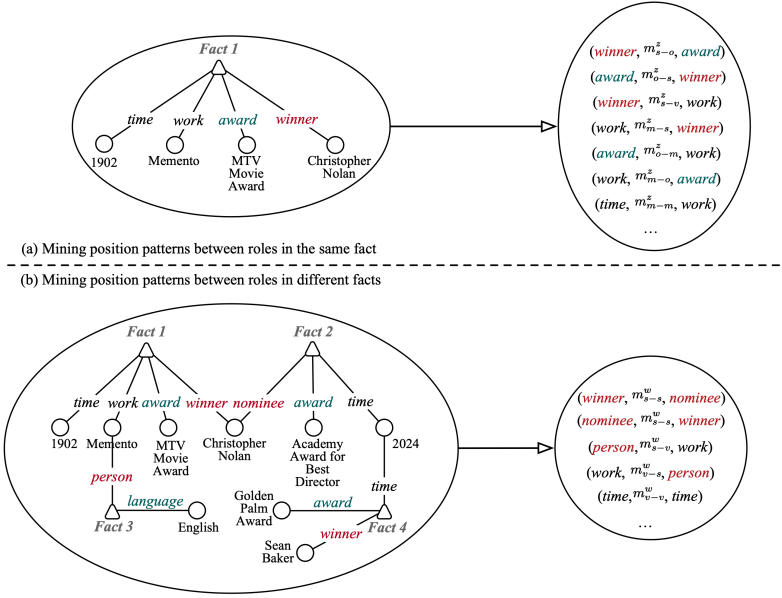 Fact 1
time
work
award
winner
1902
Memento
MTV
Movie
Award
Christopher
Nolan
(winner, m^z_{s-o}, award)
(award, m^z_{o-s}, winner)
(winner, m^z_{s-v}, work)
(work, m^z_{m-s}, winner)
(award, m^z_{o-m}, work)
(work, m^z_{m-o}, award)
(time, m^z_{m-m}, work)
...
(a) Mining position patterns between roles in the same fact
(b) Mining position patterns between roles in different facts
Fact 1
Fact 2
time
work
award
winner
nominee
award
time
1902
Memento
MTV
Movie
Award
Christopher
Nolan
Academy
Award for
Best
Director
2024
person
language
Fact 3
English
time
Golden
Palm
Award
award
Fact 4
winner
Sean
Baker
(winner, m^w_{s-s}, nominee)
(nominee, m^w_{s-s}, winner)
(person,m^w_{s-v}, work)
(work, m^w_{v-s}, person)
(time,m^w_{v-v}, time)
...